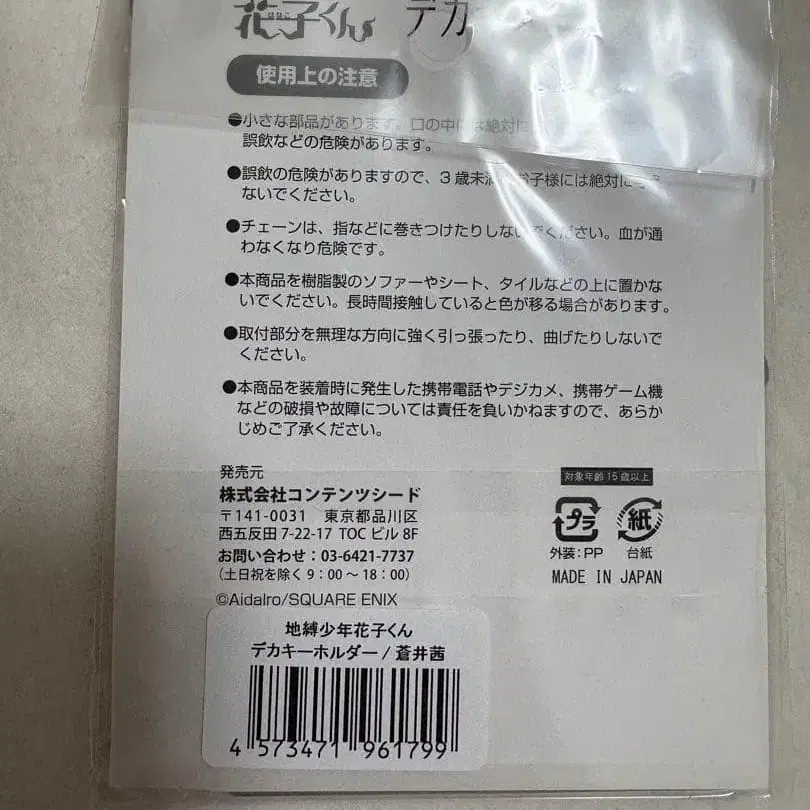 花子くん デカ
使用上の注意
●小さな部品があります。口の中には絶対に
誤飲などの危険があります。
●誤飲の危険がありますので、3歳未満 お子様には絶対に
ないでください。
●チェーンは、指などに巻きつけたりしないでください。血が通
わなくなり危険です。
●本商品を樹脂製のソファーやシート、タイルなどの上に置かな
いでください。長時間接触していると色が移る場合があります。
●取付部分を無理な方向に強く引っ張ったり、曲げたりしないで
ください。
●本商品を装着時に発生した携帯電話やデジカメ、携帯ゲーム機
などの破損や故障については責任を負いかねますので、あらか
じめご了承ください。
発売元
株式会社コンテンツシード
〒141-0031 東京都品川区
西五反田7-22-17 TOCビル8F
お問い合わせ:03-6421-7737
(土日祝を除く9:00〜18:00)
©AidaIro/SQUARE ENIX
対象年齢15歳以上
プラ 紙
外装:PP 台紙
MADE IN JAPAN
地縛少年花子くん
デカキーホルダー/蒼井茜
4 573471 961799